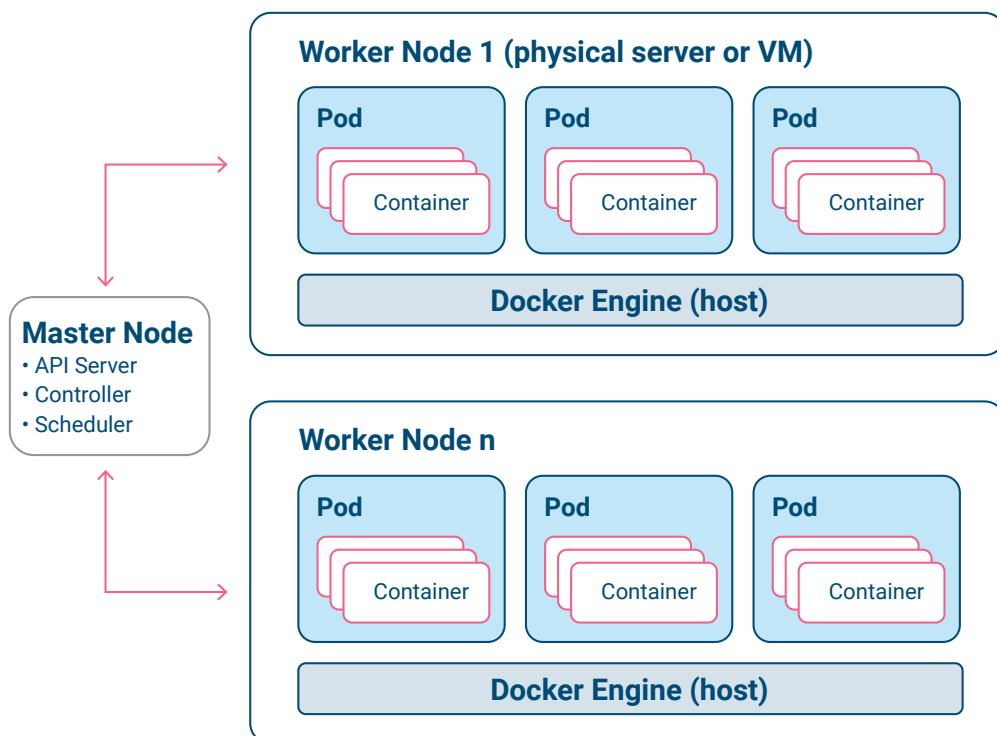 Worker Node 1 (physical server or VM)
Pod
Pod
Pod
Container
Container
Container
Docker Engine (host)
Master Node
• API Server
• Controller
• Scheduler
Worker Node n
Pod
Pod
Pod
Container
Container
Container
Docker Engine (host)